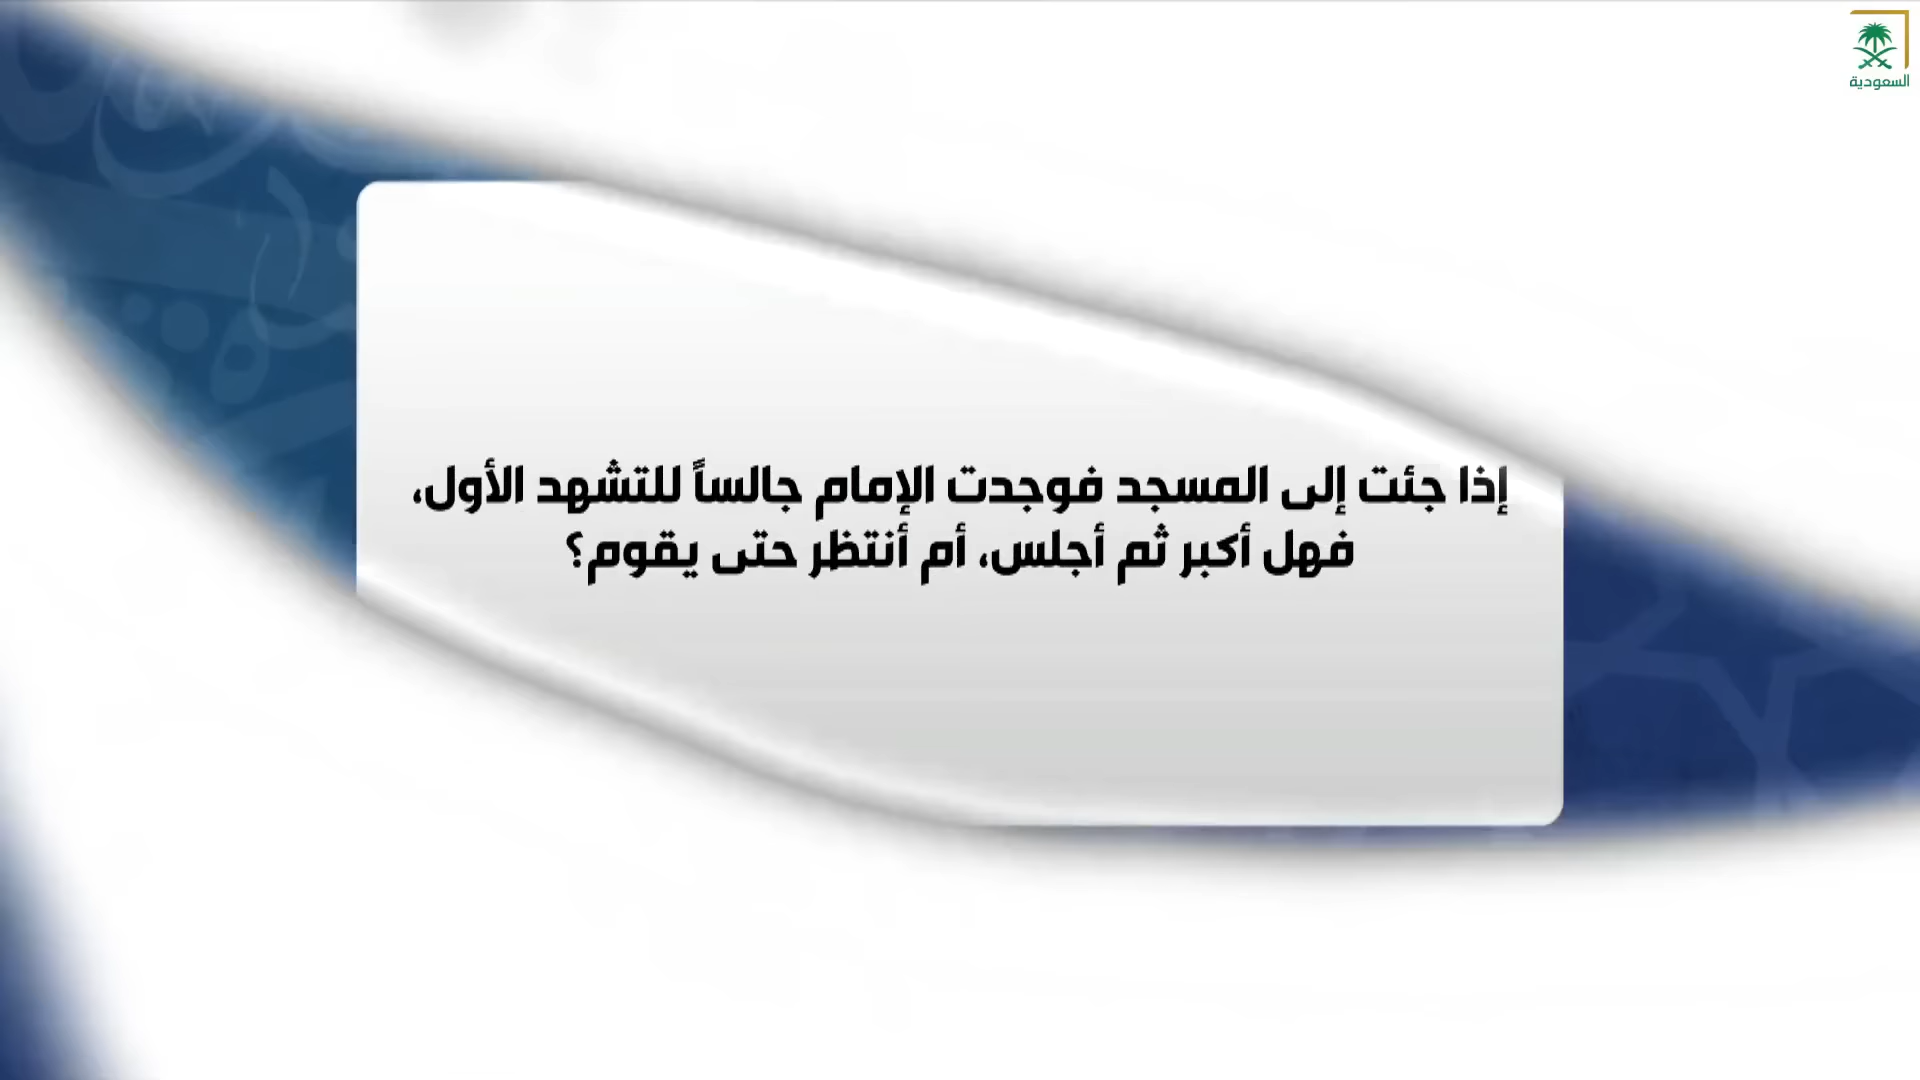 السعودية
إذا جئت إلى المسجد فوجدت الإمام جالساً للتشهد الأول،
فهل أكبر ثم أجلس، أم أنتظر حتى يقوم؟